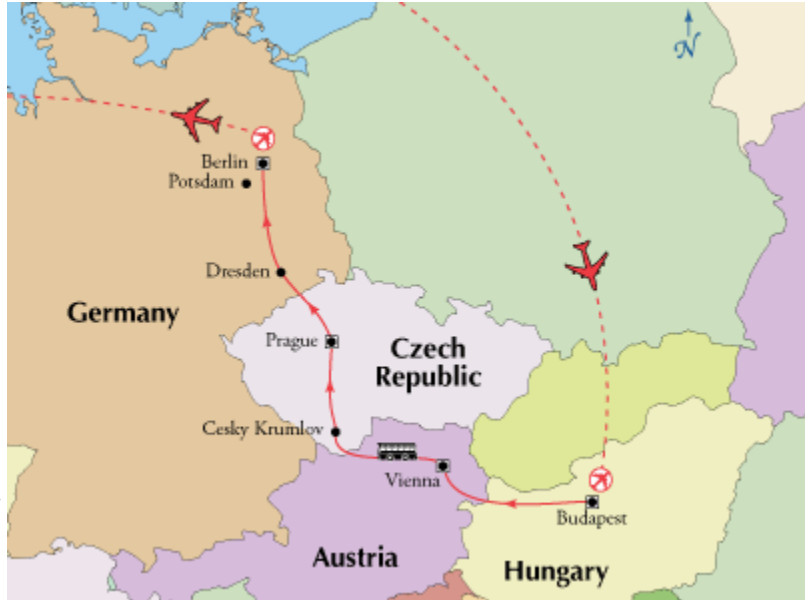 N
Berlin
Potsdam
Dresden
Germany
Prague
Czech
Republic
Cesky Krumlov
Vienna
Budapest
Austria
Hungary